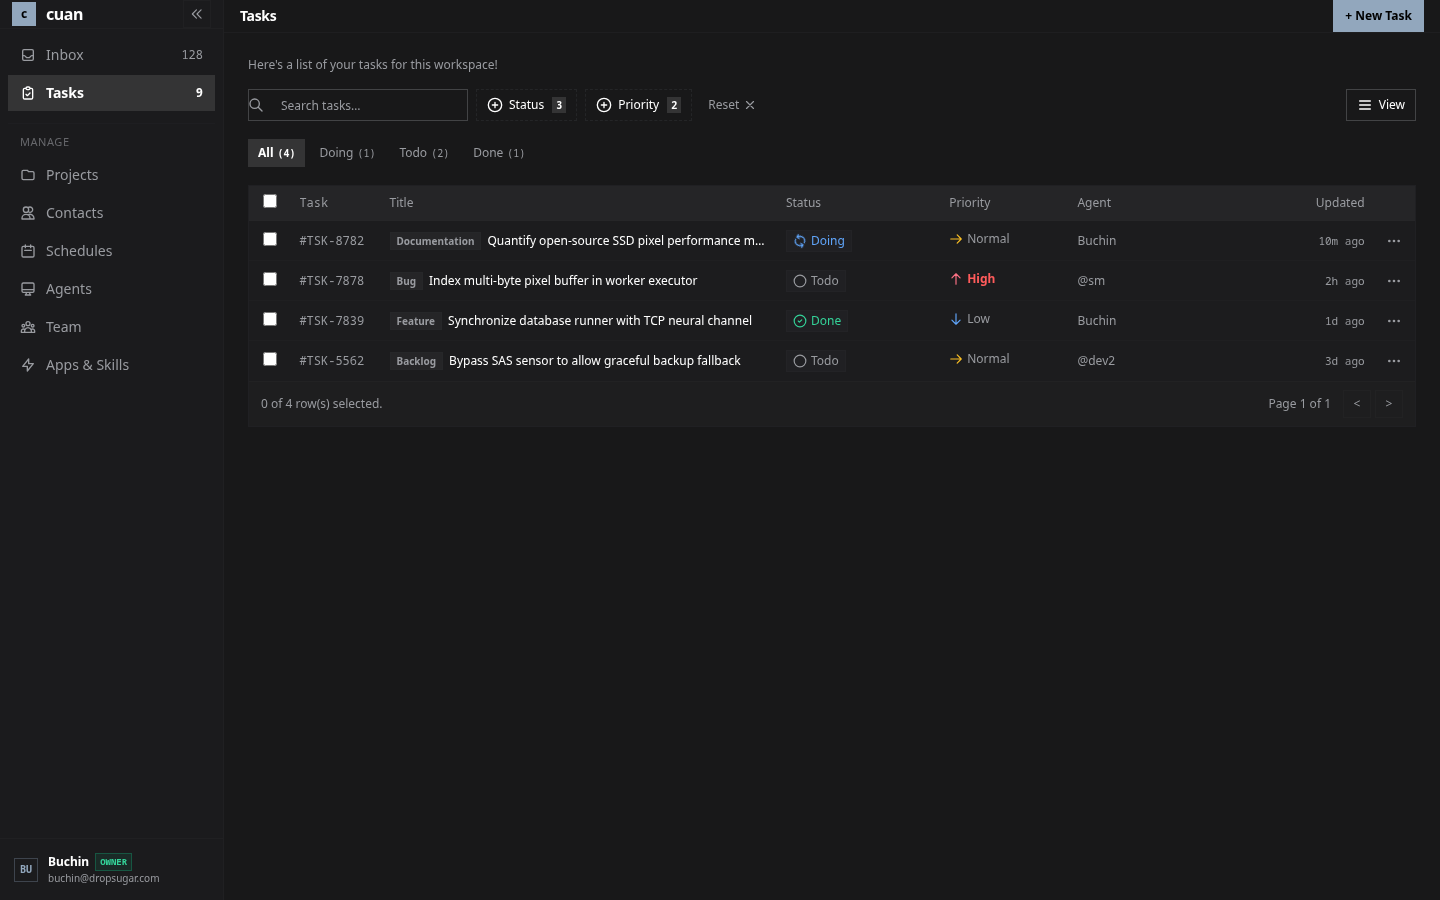 c cuan
Tasks
+ New Task
Inbox 128
Tasks 9
MANAGE
Projects
Contacts
Schedules
Agents
Team
Apps & Skills
Buchin OWNER
BU
buchin@dropsugar.com
Here's a list of your tasks for this workspace!
Search tasks... Status 3 Priority 2 Reset View
All (4) Doing (1) Todo (2) Done (1)
Task Title Status Priority Agent Updated
#TSK-8782 Documentation Quantify open-source SSD pixel performance m... Doing Normal Buchin 10m ago
#TSK-7878 Bug Index multi-byte pixel buffer in worker executor Todo High @sm 2h ago
#TSK-7839 Feature Synchronize database runner with TCP neural channel Done Low Buchin 1d ago
#TSK-5562 Backlog Bypass SAS sensor to allow graceful backup fallback Todo Normal @dev2 3d ago
0 of 4 row(s) selected. Page 1 of 1 < >